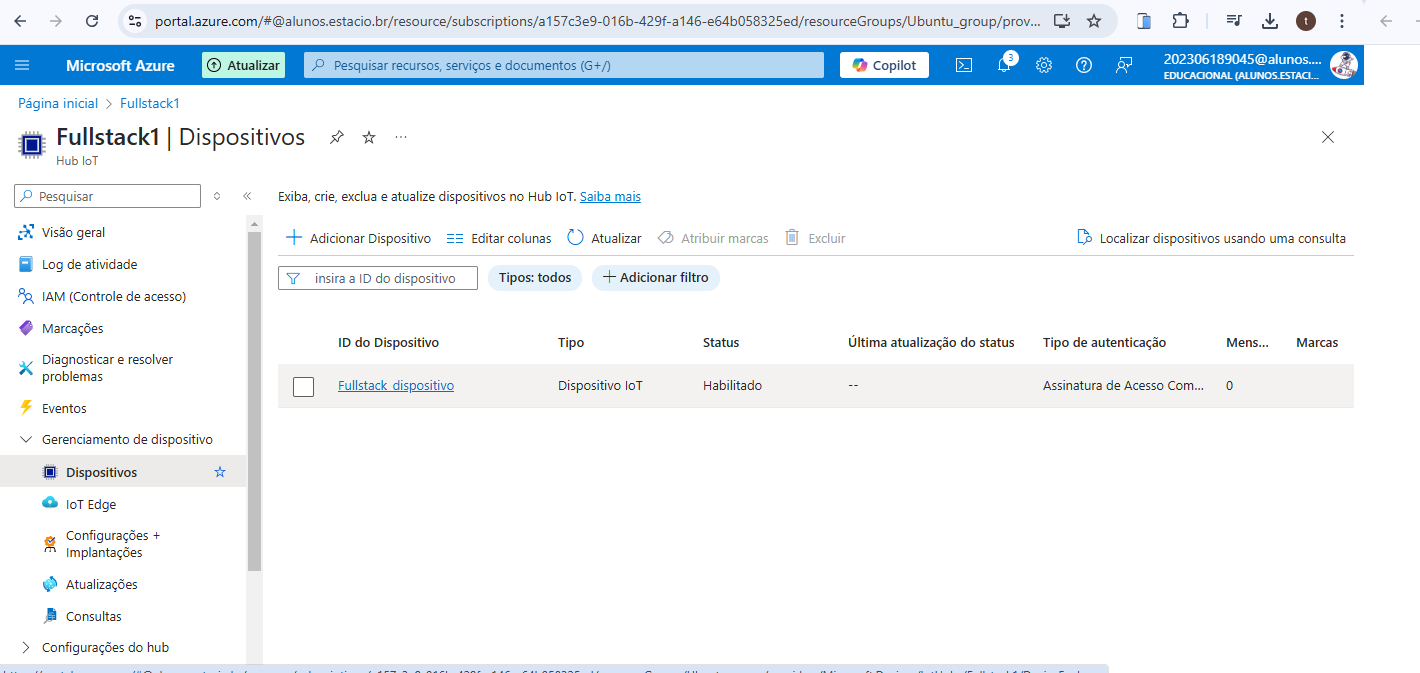 portal.azure.com/#@alunos.estacio.br/resource/subscriptions/a157c3e9-016b-429f-a146-e64b058325ed/resourceGroups/Ubuntu_group/prov...
t
Microsoft Azure
Atualizar
Pesquisar recursos, serviços e documentos (G+/)
Copilot
3
202306189045@alunos....
EDUCACIONAL (ALUNOS.ESTACI...
Página inicial > Fullstack1
Fullstack1 | Dispositivos
Hub IoT
Pesquisar
Exiba, crie, exclua e atualize dispositivos no Hub IoT. Saiba mais
Visão geral
Log de atividade
IAM (Controle de acesso)
Marcações
Diagnosticar e resolver
problemas
Eventos
Gerenciamento de dispositivo
Dispositivos
IoT Edge
Configurações +
Implantações
Atualizações
Consultas
Configurações do hub
Adicionar Dispositivo
Editar colunas
Atualizar
Atribuir marcas
Excluir
Localizar dispositivos usando uma consulta
insira a ID do dispositivo
Tipos: todos
Adicionar filtro
ID do Dispositivo Tipo Status Última atualização do status Tipo de autenticação Mens... Marcas
Fullstack_dispositivo Dispositivo IoT Habilitado -- Assinatura de Acesso Com... 0